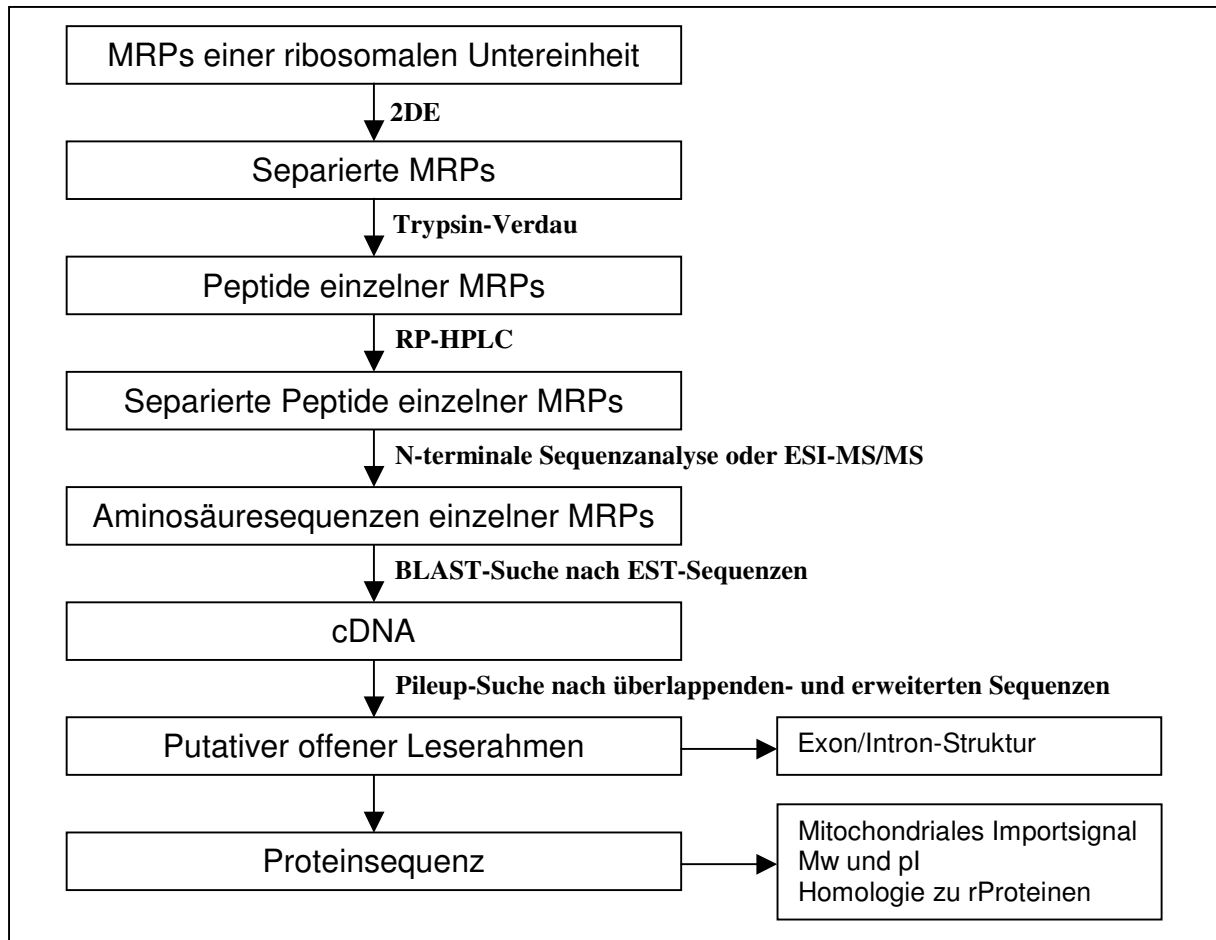 MRPs einer ribosomalen Untereinheit
2DE
Separierte MRPs
Trypsin-Verdau
Peptide einzelner MRPs
RP-HPLC
Separierte Peptide einzelner MRPs
N-terminale Sequenzanalyse oder ESI-MS/MS
Aminosäuresequenzen einzelner MRPs
BLAST-Suche nach EST-Sequenzen
cDNA
Pileup-Suche nach überlappenden- und erweiterten Sequenzen
Putativer offener Leserahmen
Exon/Intron-Struktur
Proteinsequenz
Mitochondriales Importsignal
Mw und pI
Homologie zu rProteinen